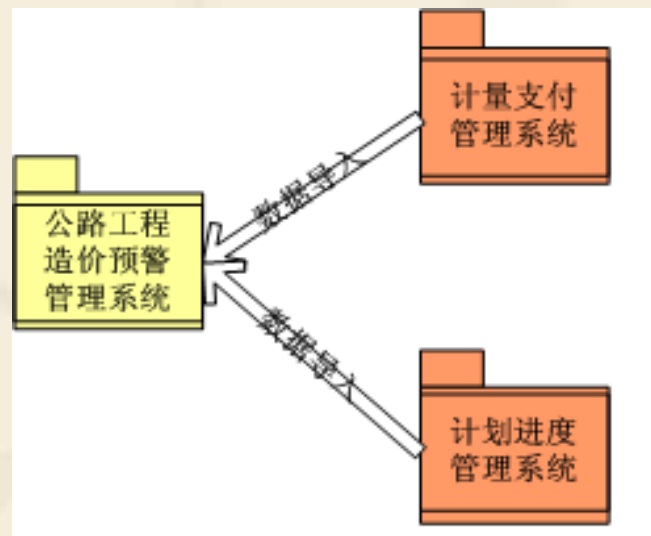 计量支付
管理系统
数据导入
公路工程
造价预警
管理系统
数据导入
计划进度
管理系统